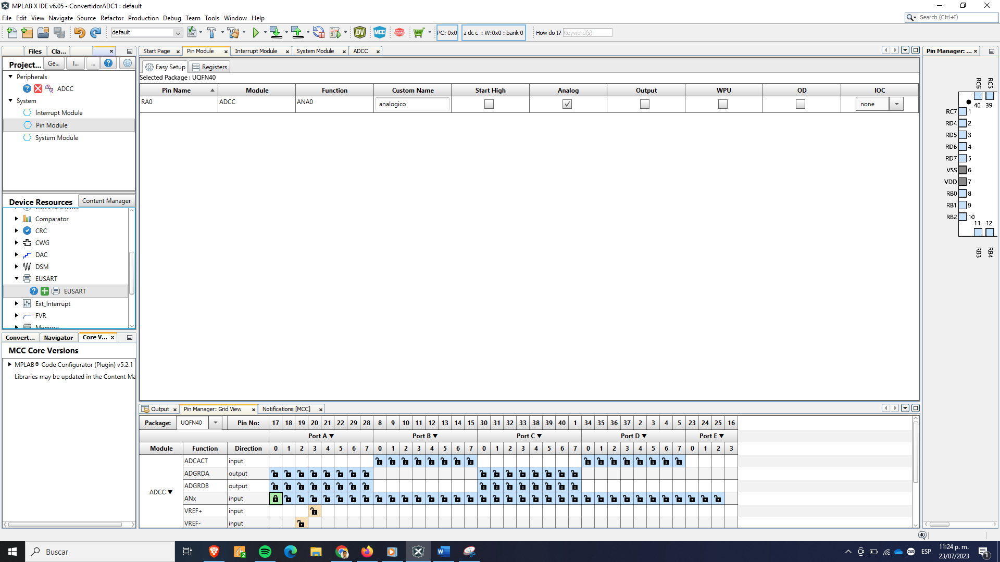 MPLAB X IDE v6.05 - ConvertidorADC1 : default
File Edit View Navigate Source Refactor Production Debug Team Tools Window Help
Search (Ctrl+I)
default
SRC
DV
MCC
PC: 0x0
z dc c : W:0x0 : bank 0
How do I? Keyword(s)
Files Cla...
Start Page Pin Module Interrupt Module System Module ADCC
Pin Manager: ...
Project... Ge... I... ...
Easy Setup Registers
Peripherals
Selected Package : UQFN40
ADCC
System
Interrupt Module
Pin Module
System Module
Pin Name Module Function Custom Name Start High Analog Output WPU OD IOC
RA0 ADCC ANA0 analogico none
RC6 RC5
40 39
RC7 1
RD4 2
RD5 3
RD6 4
RD7 5
VSS 6
VDD 7
RB0 8
RB1 9
RB2 10
11 12
RB3 RB4
Device Resources Content Manager
Clock Reference
Comparator
CRC
CWG
DAC
DSM
EUSART
EUSART
Ext_Interrupt
FVR
Memory
Convert... Navigator Core V...
MCC Core Versions
MPLAB® Code Configurator (Plugin) v5.2.1
Libraries may be updated in the Content Ma
Output Pin Manager: Grid View Notifications [MCC]
Package: UQFN40 Pin No: 17 18 19 20 21 22 29 28 8 9 10 11 12 13 14 15 30 31 32 33 38 39 40 1 34 35 36 37 2 3 4 5 23 24 25 16
Port A Port B Port C Port D Port E
Module Function Direction 0 1 2 3 4 5 6 7 0 1 2 3 4 5 6 7 0 1 2 3 4 5 6 7 0 1 2 3 4 5 6 7 0 1 2 3
ADCC
ADCACT input
ADGRDA output
ADGRDB output
ANx input
VREF+ input
VREF- input
40
Buscar
ESP
11:24 p. m.
23/07/2023
1